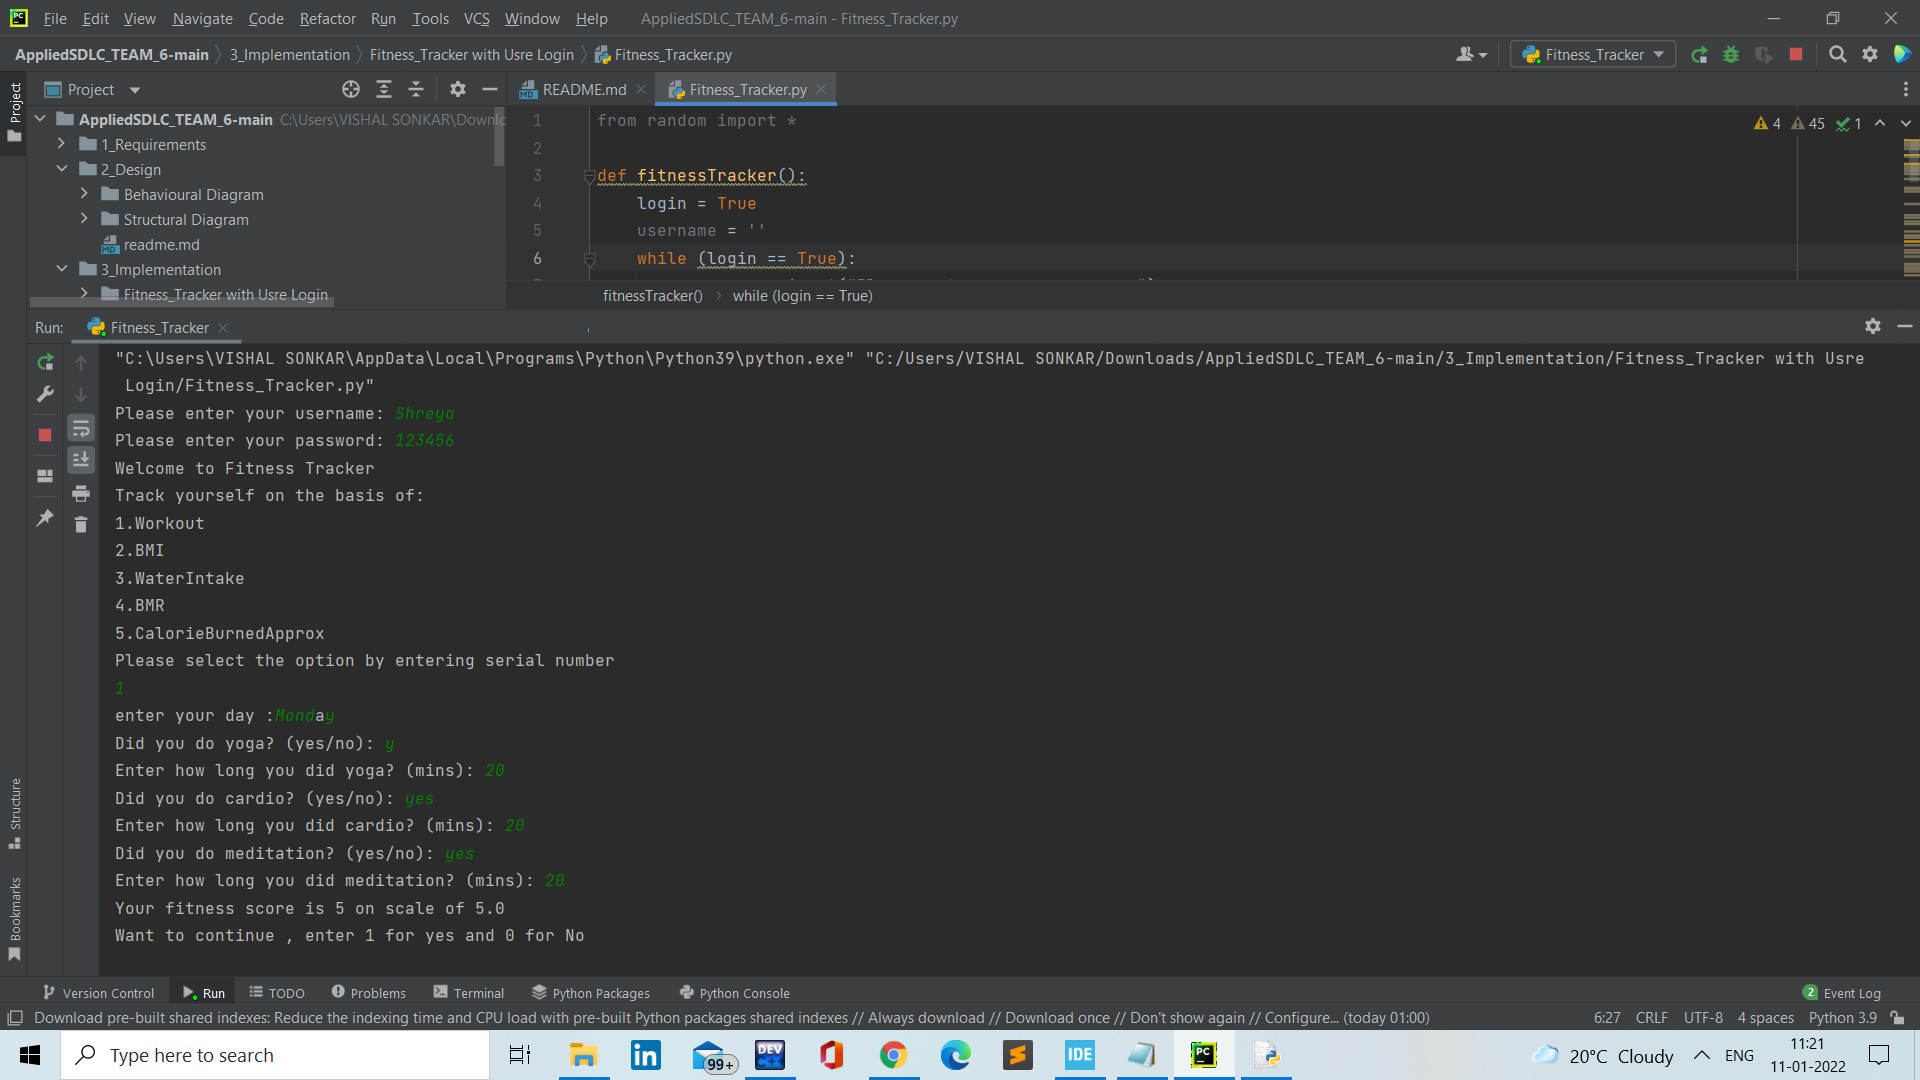 PC File Edit View Navigate Code Refactor Run Tools VCS Window Help AppliedSDLC_TEAM_6-main - Fitness_Tracker.py
AppliedSDLC_TEAM_6-main 3_Implementation Fitness_Tracker with Usre Login Fitness_Tracker.py Fitness_Tracker
Project
Project
README.md Fitness_Tracker.py
AppliedSDLC_TEAM_6-main C:\Users\VISHAL SONKAR\Downlc
1_Requirements
2_Design
Behavioural Diagram
Structural Diagram
readme.md
3_Implementation
Fitness_Tracker with Usre Login
4 45 1
1 from random import *
2
3 def fitnessTracker():
4 login = True
5 username = ''
6 while (login == True):
fitnessTracker() while (login == True)
Run: Fitness_Tracker
"C:\Users\VISHAL SONKAR\AppData\Local\Programs\Python\Python39\python.exe" "C:/Users/VISHAL SONKAR/Downloads/AppliedSDLC_TEAM_6-main/3_Implementation/Fitness_Tracker with Usre
Login/Fitness_Tracker.py"
Please enter your username: Shreya
Please enter your password: 123456
Welcome to Fitness Tracker
Track yourself on the basis of:
1.Workout
2.BMI
3.WaterIntake
4.BMR
5.CalorieBurnedApprox
Please select the option by entering serial number
1
enter your day :Monday
Did you do yoga? (yes/no): y
Enter how long you did yoga? (mins): 20
Did you do cardio? (yes/no): yes
Enter how long you did cardio? (mins): 20
Did you do meditation? (yes/no): yes
Enter how long you did meditation? (mins): 20
Your fitness score is 5 on scale of 5.0
Want to continue , enter 1 for yes and 0 for No
Structure
Bookmarks
Version Control Run TODO Problems Terminal Python Packages Python Console 2 Event Log
Download pre-built shared indexes: Reduce the indexing time and CPU load with pre-built Python packages shared indexes // Always download // Download once // Don't show again // Configure... (today 01:00) 6:27 CRLF UTF-8 4 spaces Python 3.9
Type here to search 99+ DEV C++ IDE PC 20°C Cloudy ENG 11:21
11-01-2022